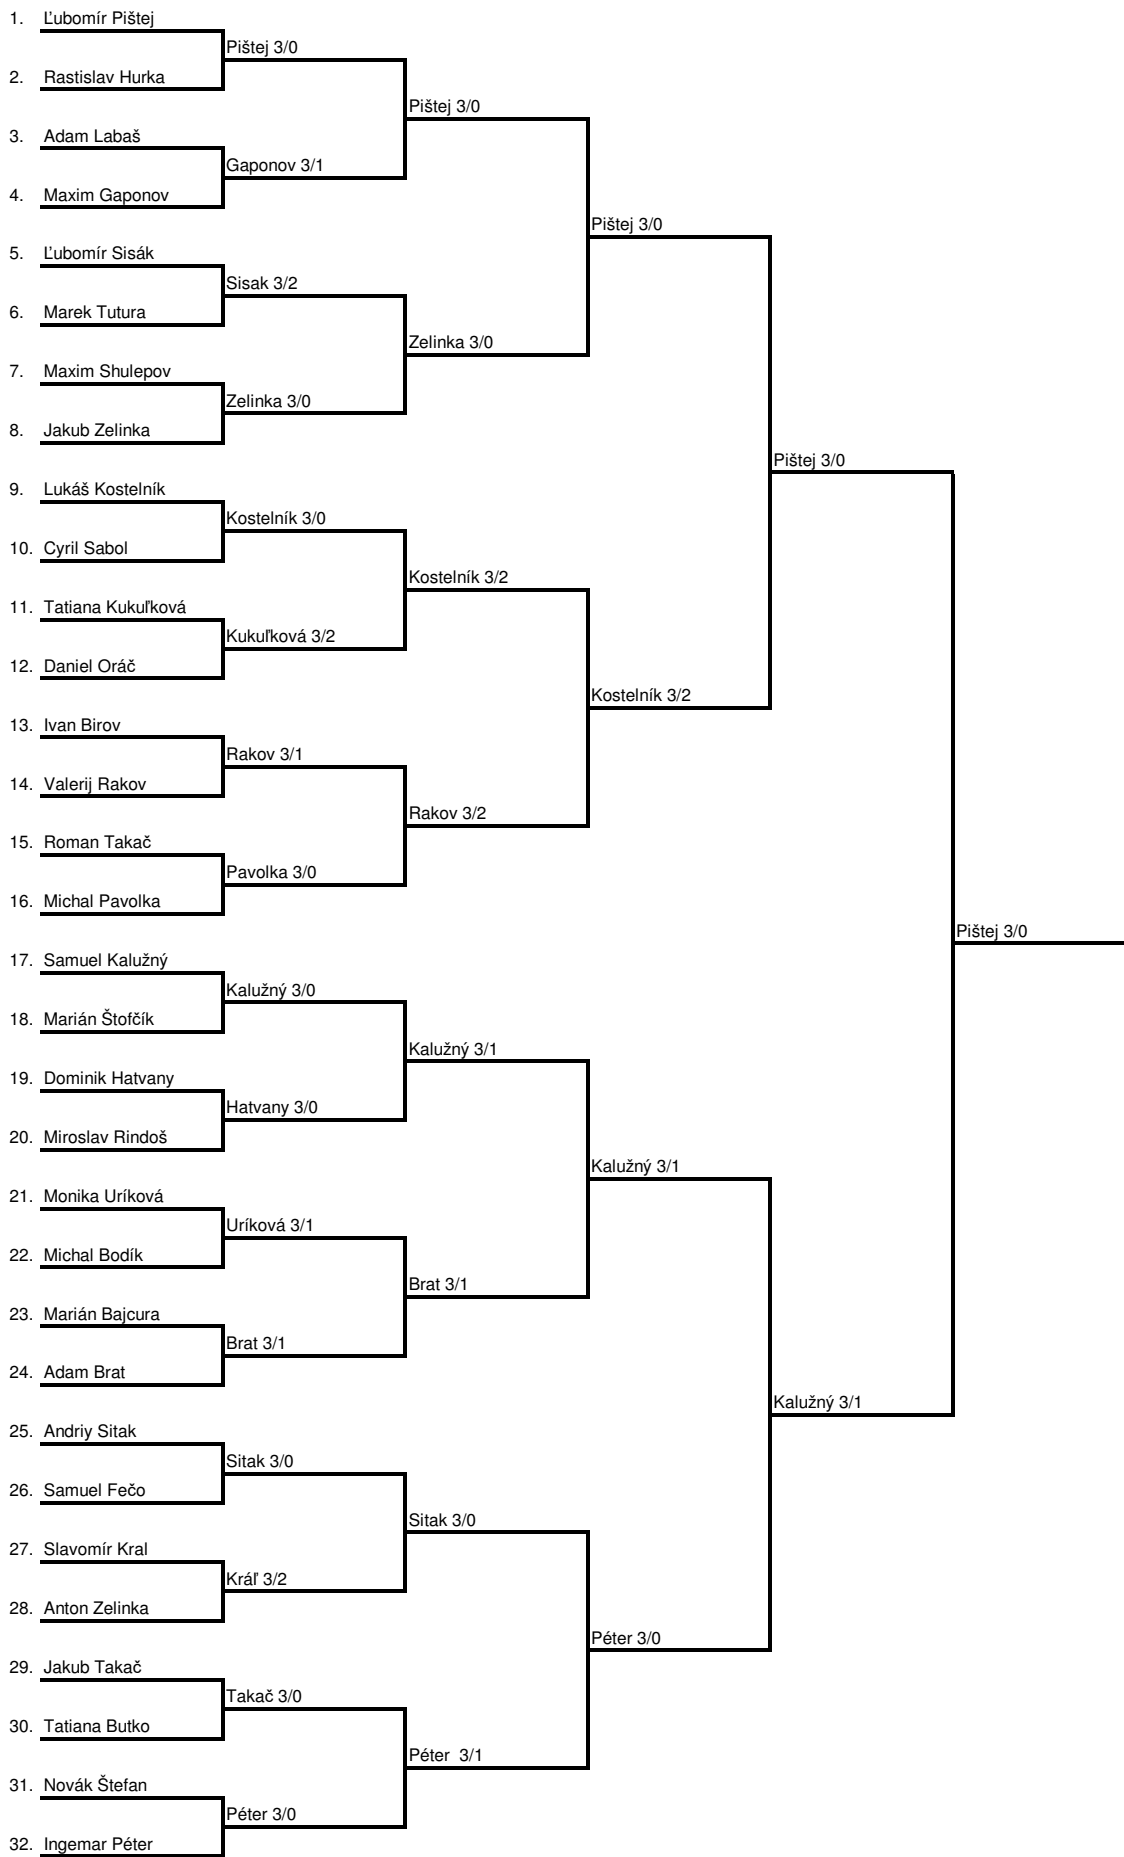 1. Ľubomír Pištej
Pištej 3/0
2. Rastislav Hurka
Pištej 3/0
3. Adam Labaš
Gaponov 3/1
4. Maxim Gaponov
Pištej 3/0
5. Ľubomír Sisák
Sisak 3/2
6. Marek Tutura
Zelinka 3/0
7. Maxim Shulepov
Zelinka 3/0
8. Jakub Zelinka
Pištej 3/0
9. Lukáš Kostelník
Kostelník 3/0
10. Cyril Sabol
Kostelník 3/2
11. Tatiana Kukuľková
Kukuľková 3/2
12. Daniel Oráč
Kostelník 3/2
13. Ivan Birov
Rakov 3/1
14. Valerij Rakov
Rakov 3/2
15. Roman Takač
Pavolka 3/0
16. Michal Pavolka
Pištej 3/0
17. Samuel Kalužný
Kalužný 3/0
18. Marián Štofčík
Kalužný 3/1
19. Dominik Hatvany
Hatvany 3/0
20. Miroslav Rindoš
Kalužný 3/1
21. Monika Uríková
Uríková 3/1
22. Michal Bodík
Brat 3/1
23. Marián Bajcura
Brat 3/1
24. Adam Brat
Kalužný 3/1
25. Andriy Sitak
Sitak 3/0
26. Samuel Fečo
Sitak 3/0
27. Slavomír Kral
Kráľ 3/2
28. Anton Zelinka
Péter 3/0
29. Jakub Takač
Takač 3/0
30. Tatiana Butko
Péter  3/1
31. Novák Štefan
Péter 3/0
32. Ingemar Péter